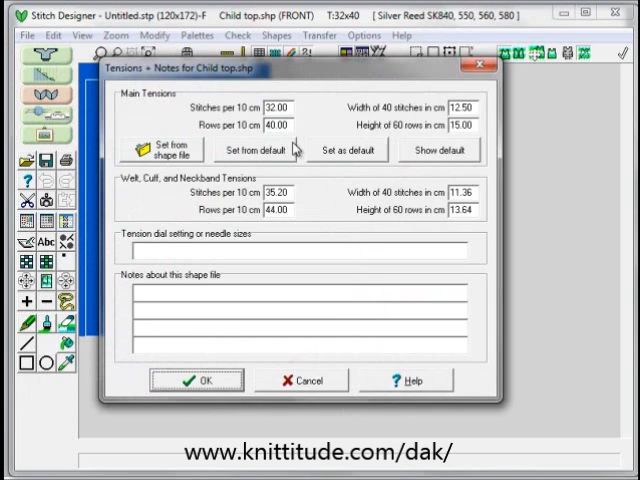 Stitch Designer - Untitled.stp (120x172)-F Child top.shp (FRONT) T:32x40 [ Silver Reed SK840, 550, 560, 580 ]
File Edit View Zoom Modify Palettes Check Shapes Transfer Options Help
Tensions + Notes for Child top.shp
Main Tensions
Stitches per 10 cm 32.00 Width of 40 stitches in cm 12.50
Rows per 10 cm 40.00 Height of 60 rows in cm 15.00
Set from shape file Set from default Set as default Show default
Welt, Cuff, and Neckband Tensions
Stitches per 10 cm 35.20 Width of 40 stitches in cm 11.36
Rows per 10 cm 44.00 Height of 60 rows in cm 13.64
Tension dial setting or needle sizes
Notes about this shape file
OK Cancel Help
Abc
www.knittitude.com/dak/